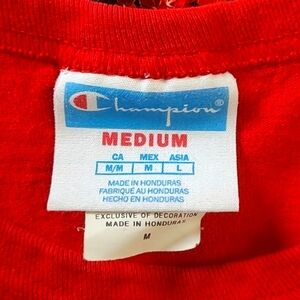 Champion®
MEDIUM
CA MEX ASIA
M/M M L
MADE IN HONDURAS
FABRIQUÉ AU HONDURAS
HECHO EN HONDURAS
EXCLUSIVE OF DECORATION
MADE IN HONDURAS
M